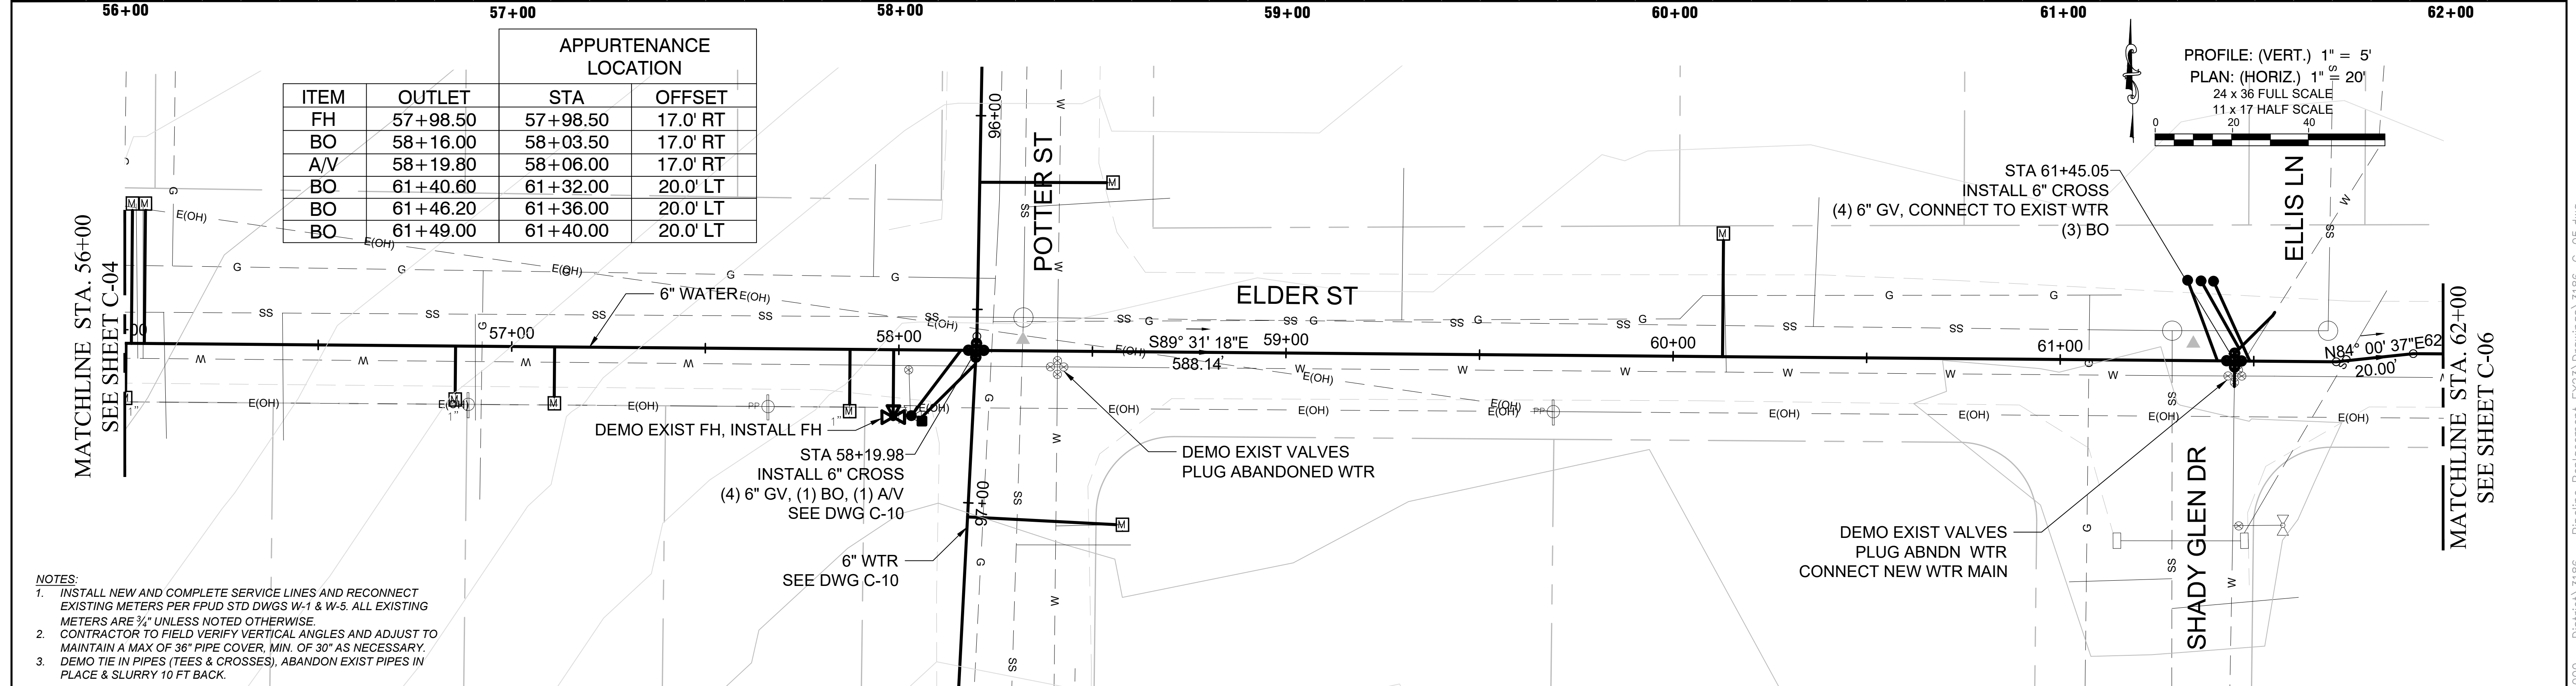 56+00
57+00
58+00
59+00
60+00
61+00
62+00
APPURTENANCE
LOCATION
ITEM OUTLET STA OFFSET
FH 57+98.50 57+98.50 17.0' RT
BO 58+16.00 58+03.50 17.0' RT
A/V 58+19.80 58+06.00 17.0' RT
BO 61+40.60 61+32.00 20.0' LT
BO 61+46.20 61+36.00 20.0' LT
BO 61+49.00 61+40.00 20.0' LT
PROFILE: (VERT.) 1" = 5'
PLAN: (HORIZ.) 1" = 20'
24 x 36 FULL SCALE
11 x 17 HALF SCALE
0 20 40
MATCHLINE STA. 56+00
SEE SHEET C-04
6" WATER
57+00
58+00
96+00
POTTER ST
97+00
ELDER ST
S89° 31' 18"E
588.14'
59+00
60+00
61+00
STA 61+45.05
INSTALL 6" CROSS
(4) 6" GV, CONNECT TO EXIST WTR
(3) BO
ELLIS LN
N84° 00' 37"E
62
20.00'
MATCHLINE STA. 62+00
SEE SHEET C-06
DEMO EXIST FH, INSTALL FH
STA 58+19.98
INSTALL 6" CROSS
(4) 6" GV, (1) BO, (1) A/V
SEE DWG C-10
6" WTR
SEE DWG C-10
DEMO EXIST VALVES
PLUG ABANDONED WTR
DEMO EXIST VALVES
PLUG ABNDN WTR
CONNECT NEW WTR MAIN
SHADY GLEN DR
NOTES:
1. INSTALL NEW AND COMPLETE SERVICE LINES AND RECONNECT
EXISTING METERS PER FPUD STD DWGS W-1 & W-5. ALL EXISTING
METERS ARE ¾" UNLESS NOTED OTHERWISE.
2. CONTRACTOR TO FIELD VERIFY VERTICAL ANGLES AND ADJUST TO
MAINTAIN A MAX OF 36" PIPE COVER, MIN. OF 30" AS NECESSARY.
3. DEMO TIE IN PIPES (TEES & CROSSES), ABANDON EXIST PIPES IN
PLACE & SLURRY 10 FT BACK.